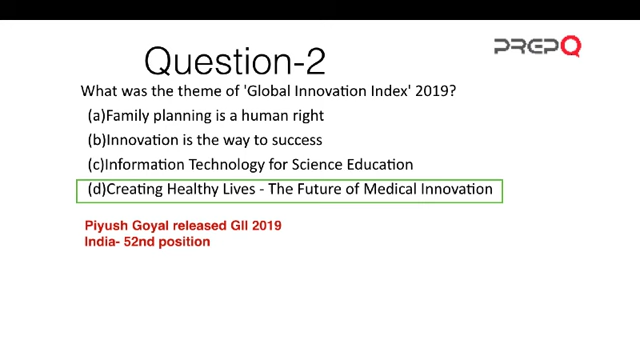 PREPQ
Question-2
What was the theme of 'Global Innovation Index' 2019?
(a)Family planning is a human right
(b)Innovation is the way to success
(c)Information Technology for Science Education
(d)Creating Healthy Lives - The Future of Medical Innovation
Piyush Goyal released GII 2019
India- 52nd position